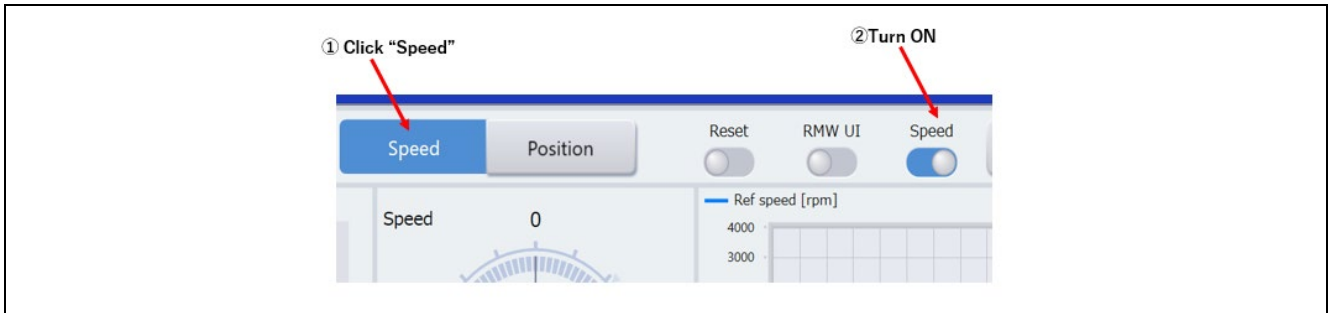 ① Click “Speed”
②Turn ON
Speed
Position
Reset
RMW UI
Speed
Speed
0
Ref speed [rpm]
4000
3000